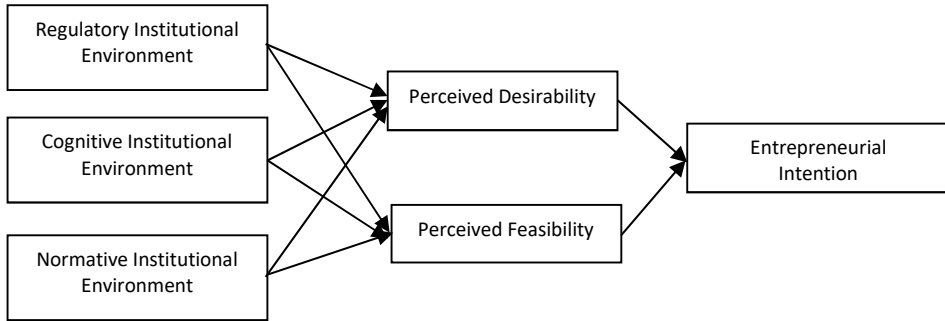 Regulatory Institutional
Environment
Cognitive Institutional
Environment
Normative Institutional
Environment
Perceived Desirability
Perceived Feasibility
Entrepreneurial
Intention